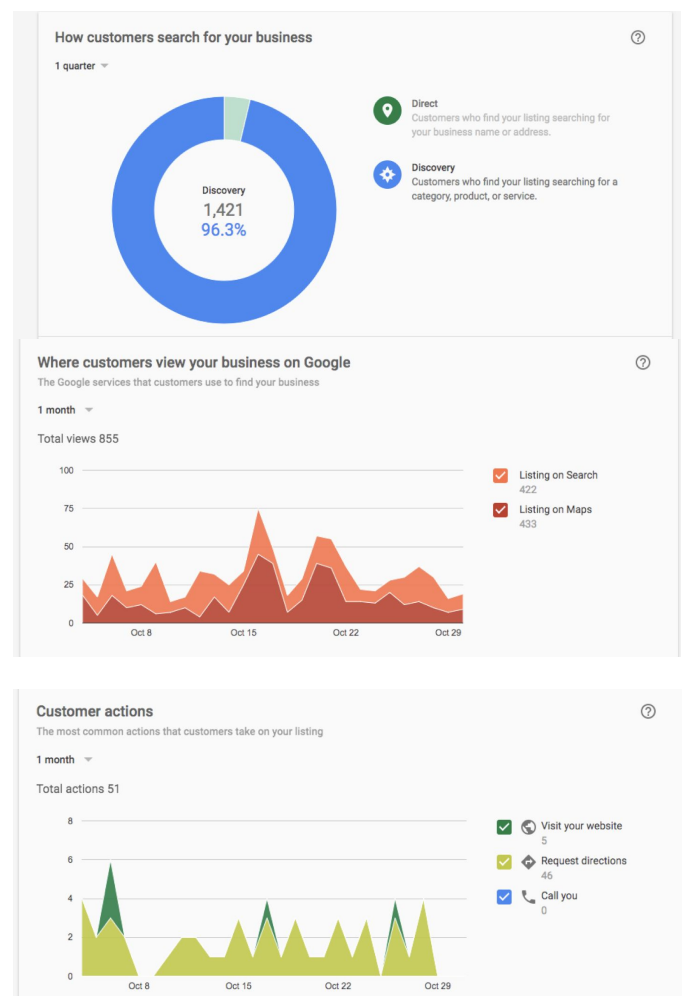 How customers search for your business
1 quarter
Direct
Customers who find your listing searching for
your business name or address.
Discovery
Customers who find your listing searching for a
category, product, or service.
Discovery
1,421
96.3%
Where customers view your business on Google
The Google services that customers use to find your business
1 month
Total views 855
100
75
50
25
0
Oct 8
Oct 15
Oct 22
Oct 29
Listing on Search
422
Listing on Maps
433
Customer actions
The most common actions that customers take on your listing
1 month
Total actions 51
8
6
4
2
0
Oct 8
Oct 15
Oct 22
Oct 29
Visit your website
5
Request directions
46
Call you
0